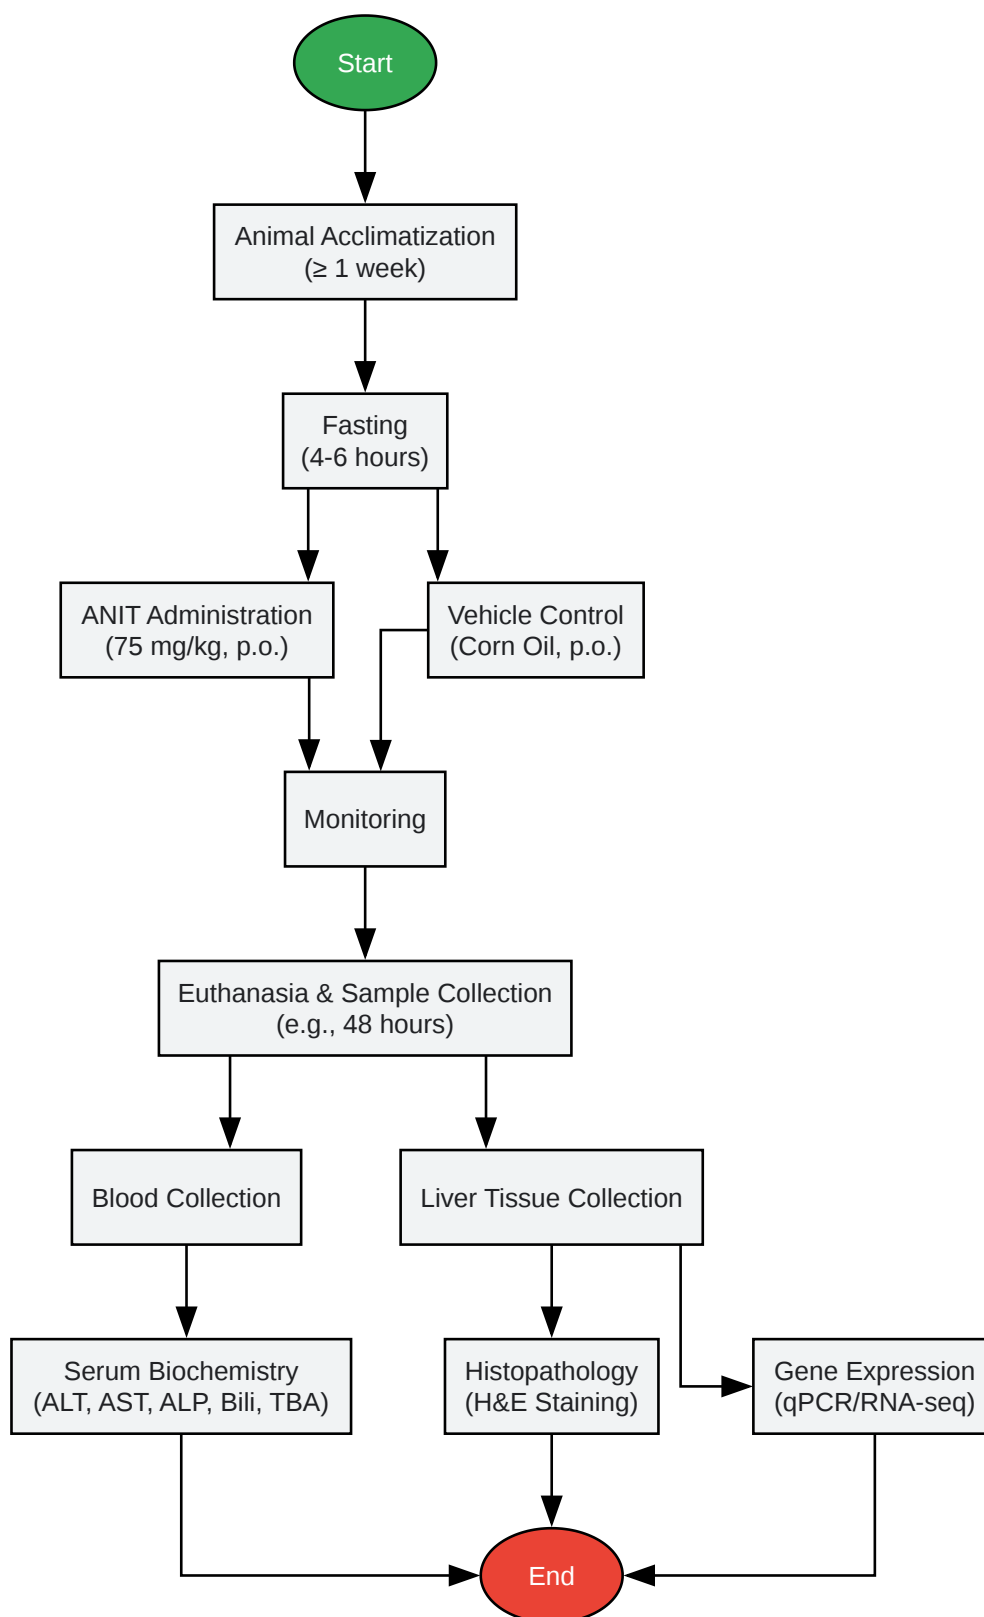 Start
Animal Acclimatization
(≥ 1 week)
Fasting
(4-6 hours)
ANIT Administration
(75 mg/kg, p.o.)
Vehicle Control
(Corn Oil, p.o.)
Monitoring
Euthanasia & Sample Collection
(e.g., 48 hours)
Blood Collection
Liver Tissue Collection
Serum Biochemistry
(ALT, AST, ALP, Bili, TBA)
Histopathology
(H&E Staining)
Gene Expression
(qPCR/RNA-seq)
End